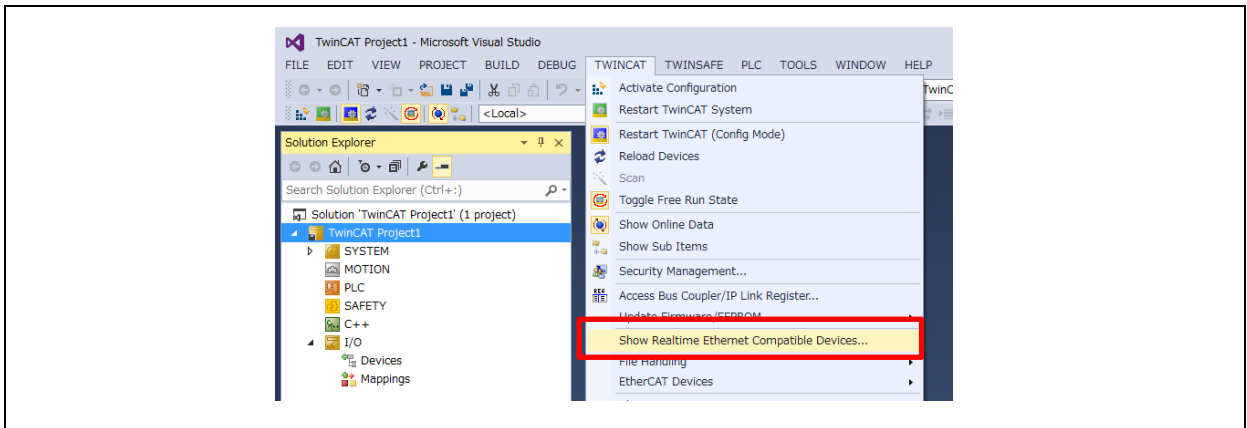 TwinCAT Project1 - Microsoft Visual Studio
FILE EDIT VIEW PROJECT BUILD DEBUG TWINCAT TWINSAFE PLC TOOLS WINDOW HELP
<Local>
Activate Configuration
Restart TwinCAT System
Restart TwinCAT (Config Mode)
Reload Devices
Scan
Toggle Free Run State
Show Online Data
Show Sub Items
Security Management...
Access Bus Coupler/IP Link Register...
Update Firmware/EEPROM
Show Realtime Ethernet Compatible Devices...
File Handling
EtherCAT Devices
TwinC
Solution Explorer
Search Solution Explorer (Ctrl+:)
Solution 'TwinCAT Project1' (1 project)
TwinCAT Project1
SYSTEM
MOTION
PLC
SAFETY
C++
I/O
Devices
Mappings